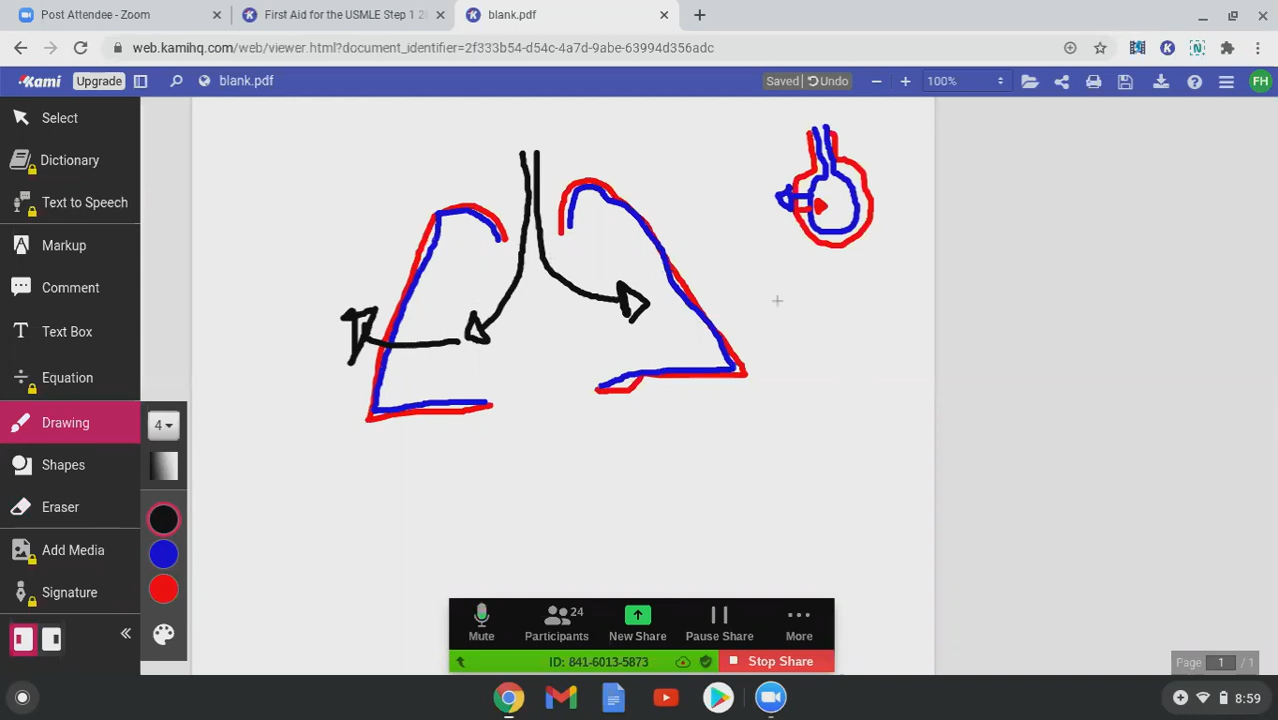 Post Attendee - Zoom
First Aid for the USMLE Step 1 2
blank.pdf
web.kamihq.com/web/viewer.html?document_identifier=2f333b54-d54c-4a7d-9abe-63994d356adc
Kami
Upgrade
blank.pdf
Saved Undo
100%
FH
Select
Dictionary
Text to Speech
Markup
Comment
Text Box
Equation
Drawing
4
Shapes
Eraser
Add Media
Signature
24
Mute
Participants
New Share
Pause Share
More
ID: 841-6013-5873
Stop Share
Page 1 / 1
8:59